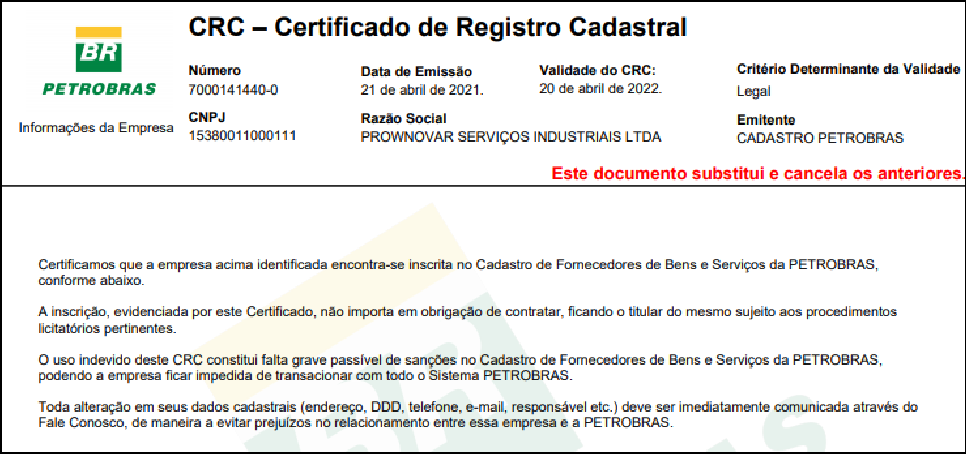 CRC – Certificado de Registro Cadastral
BR
PETROBRAS
Informações da Empresa
Número
7000141440-0
Data de Emissão
21 de abril de 2021.
Validade do CRC:
20 de abril de 2022.
Critério Determinante da Validade
Legal
CNPJ
15380011000111
Razão Social
PROWNOVAR SERVIÇOS INDUSTRIAIS LTDA
Emitente
CADASTRO PETROBRAS
Este documento substitui e cancela os anteriores.
Certificamos que a empresa acima identificada encontra-se inscrita no Cadastro de Fornecedores de Bens e Serviços da PETROBRAS,
conforme abaixo.
A inscrição, evidenciada por este Certificado, não importa em obrigação de contratar, ficando o titular do mesmo sujeito aos procedimentos
licitatórios pertinentes.
O uso indevido deste CRC constitui falta grave passível de sanções no Cadastro de Fornecedores de Bens e Serviços da PETROBRAS,
podendo a empresa ficar impedida de transacionar com todo o Sistema PETROBRAS.
Toda alteração em seus dados cadastrais (endereço, DDD, telefone, e-mail, responsável etc.) deve ser imediatamente comunicada através do
Fale Conosco, de maneira a evitar prejuízos no relacionamento entre essa empresa e a PETROBRAS.